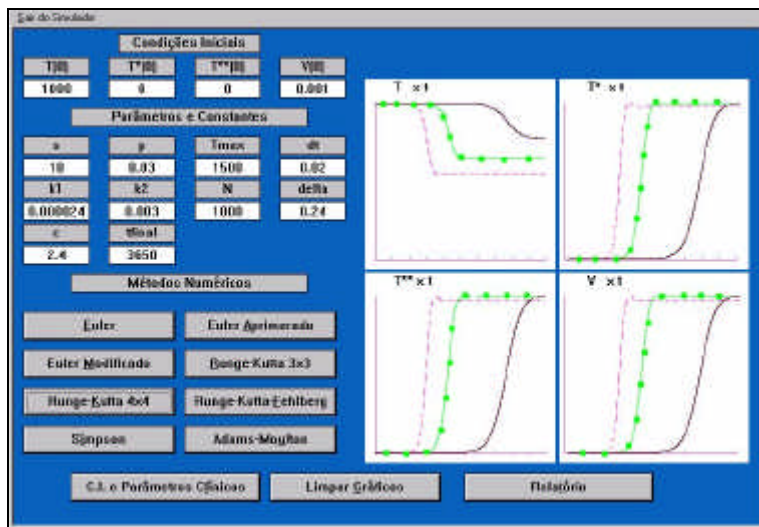 Sair do Simulador
Condições Iniciais
T(0) T*(0) T**(0) V(0)
1000 0 0 0.001
Parâmetros e Constantes
s p Tmax dt
10 0.03 1500 0.02
k1 k2 N delta
0.000024 0.003 1000 0.24
c tfinal
2.4 3650
Métodos Numéricos
Euler Euler Aprimorado
Euler Modificado Runge-Kutta 3x3
Runge-Kutta 4x4 Runge-Kutta-Fehlberg
Simpson Adams-Moulton
C.I. e Parâmetros Clínicos Limpar Gráficos Relatório
T x t T* x t
T** x t V x t